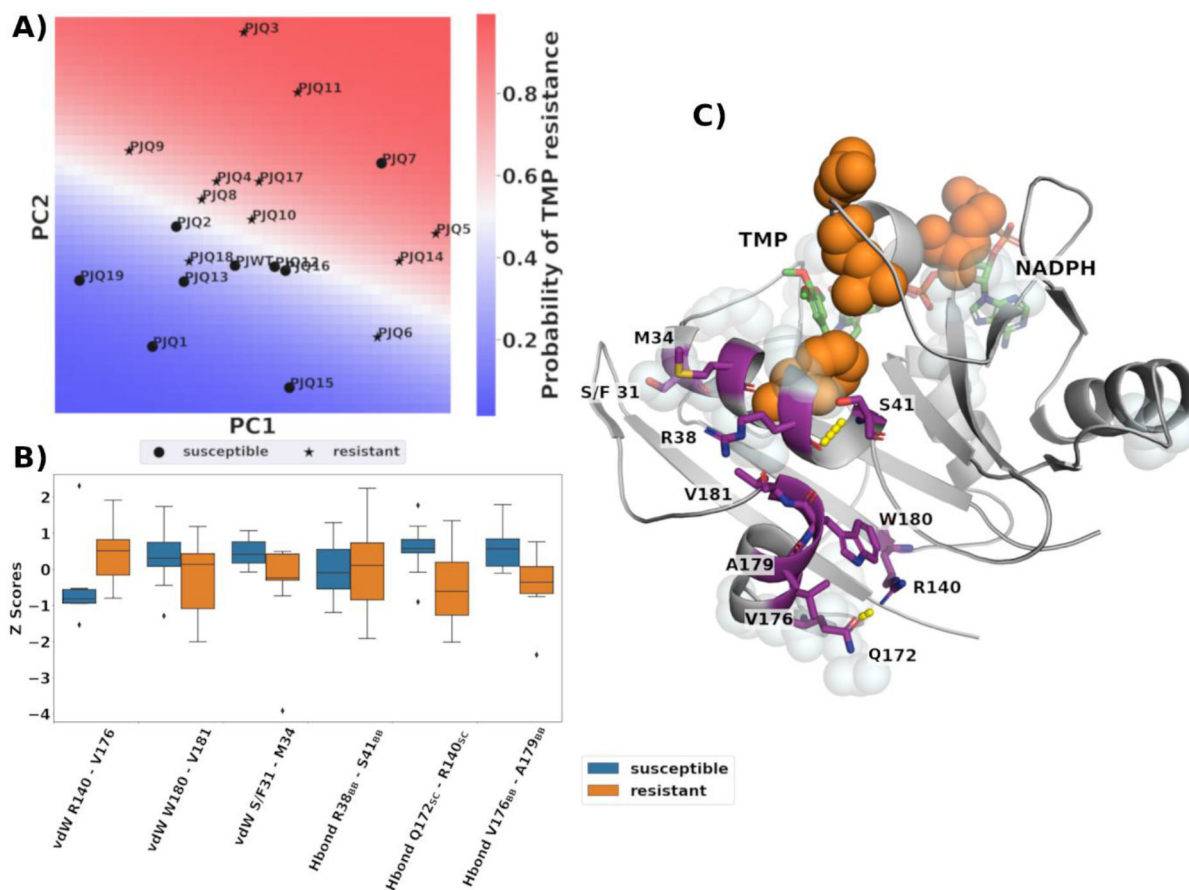 A)
PJQ3
PJQ11
PJQ9
PJQ7
PJQ4
PJQ17
PJQ8
PJQ10
PJQ2
PJQ5
PJQ18
PJWT
PJQ12
PJQ16
PJQ14
PJQ19
PJQ13
PJQ6
PJQ1
PJQ15
PC2
PC1
susceptible
resistant
0.8
0.6
0.4
0.2
Probability of TMP resistance
B)
2
1
0
−1
−2
−3
−4
Z Scores
vdW R140 - V176
vdW W180 - V181
vdW S/F31 - M34
Hbond R38BB - S41BB
Hbond Q172SC - R140SC
Hbond V176BB - A179BB
susceptible
resistant
C)
TMP
NADPH
M34
S/F 31
S41
R38
V181
W180
A179
R140
V176
Q172